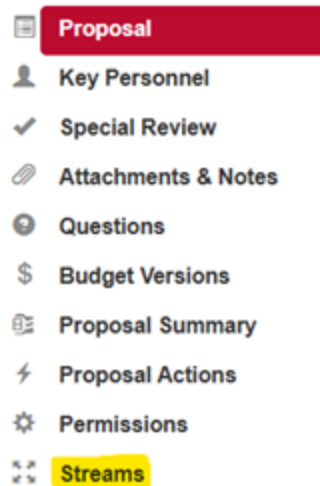 Proposal
Key Personnel
Special Review
Attachments & Notes
Questions
Budget Versions
Proposal Summary
Proposal Actions
Permissions
Streams